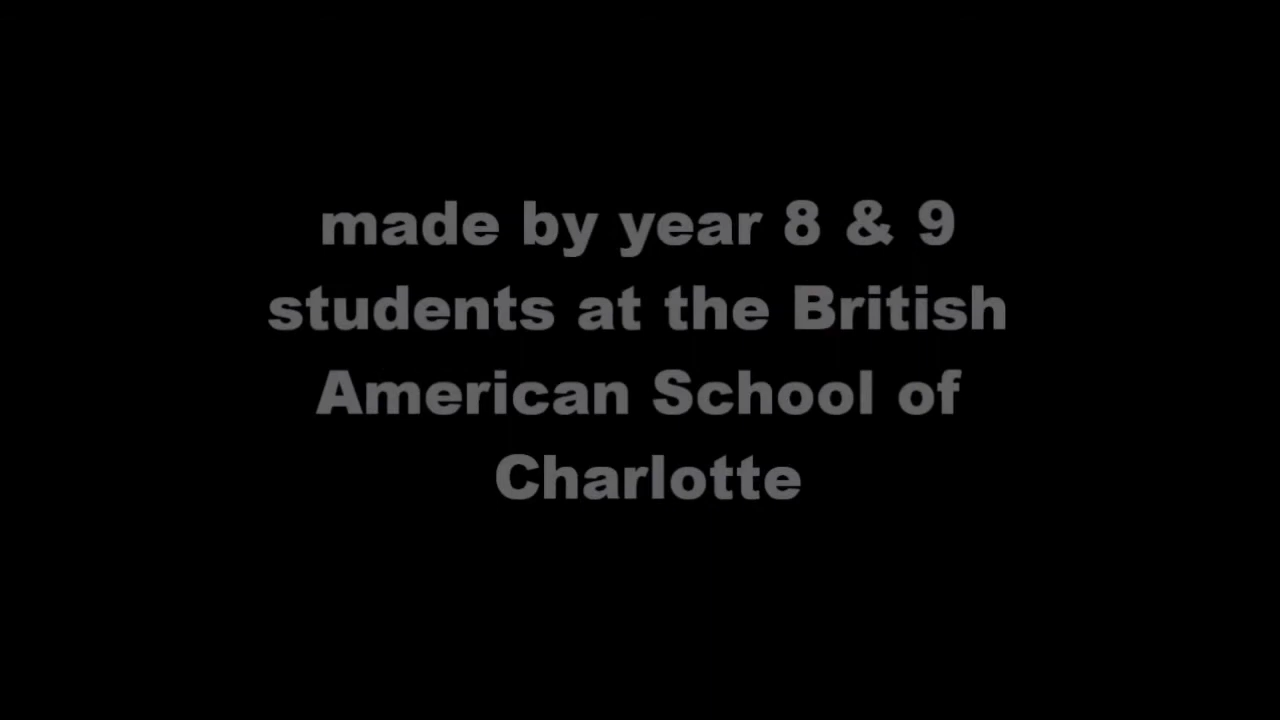 made by year 8 & 9
students at the British
American School of
Charlotte